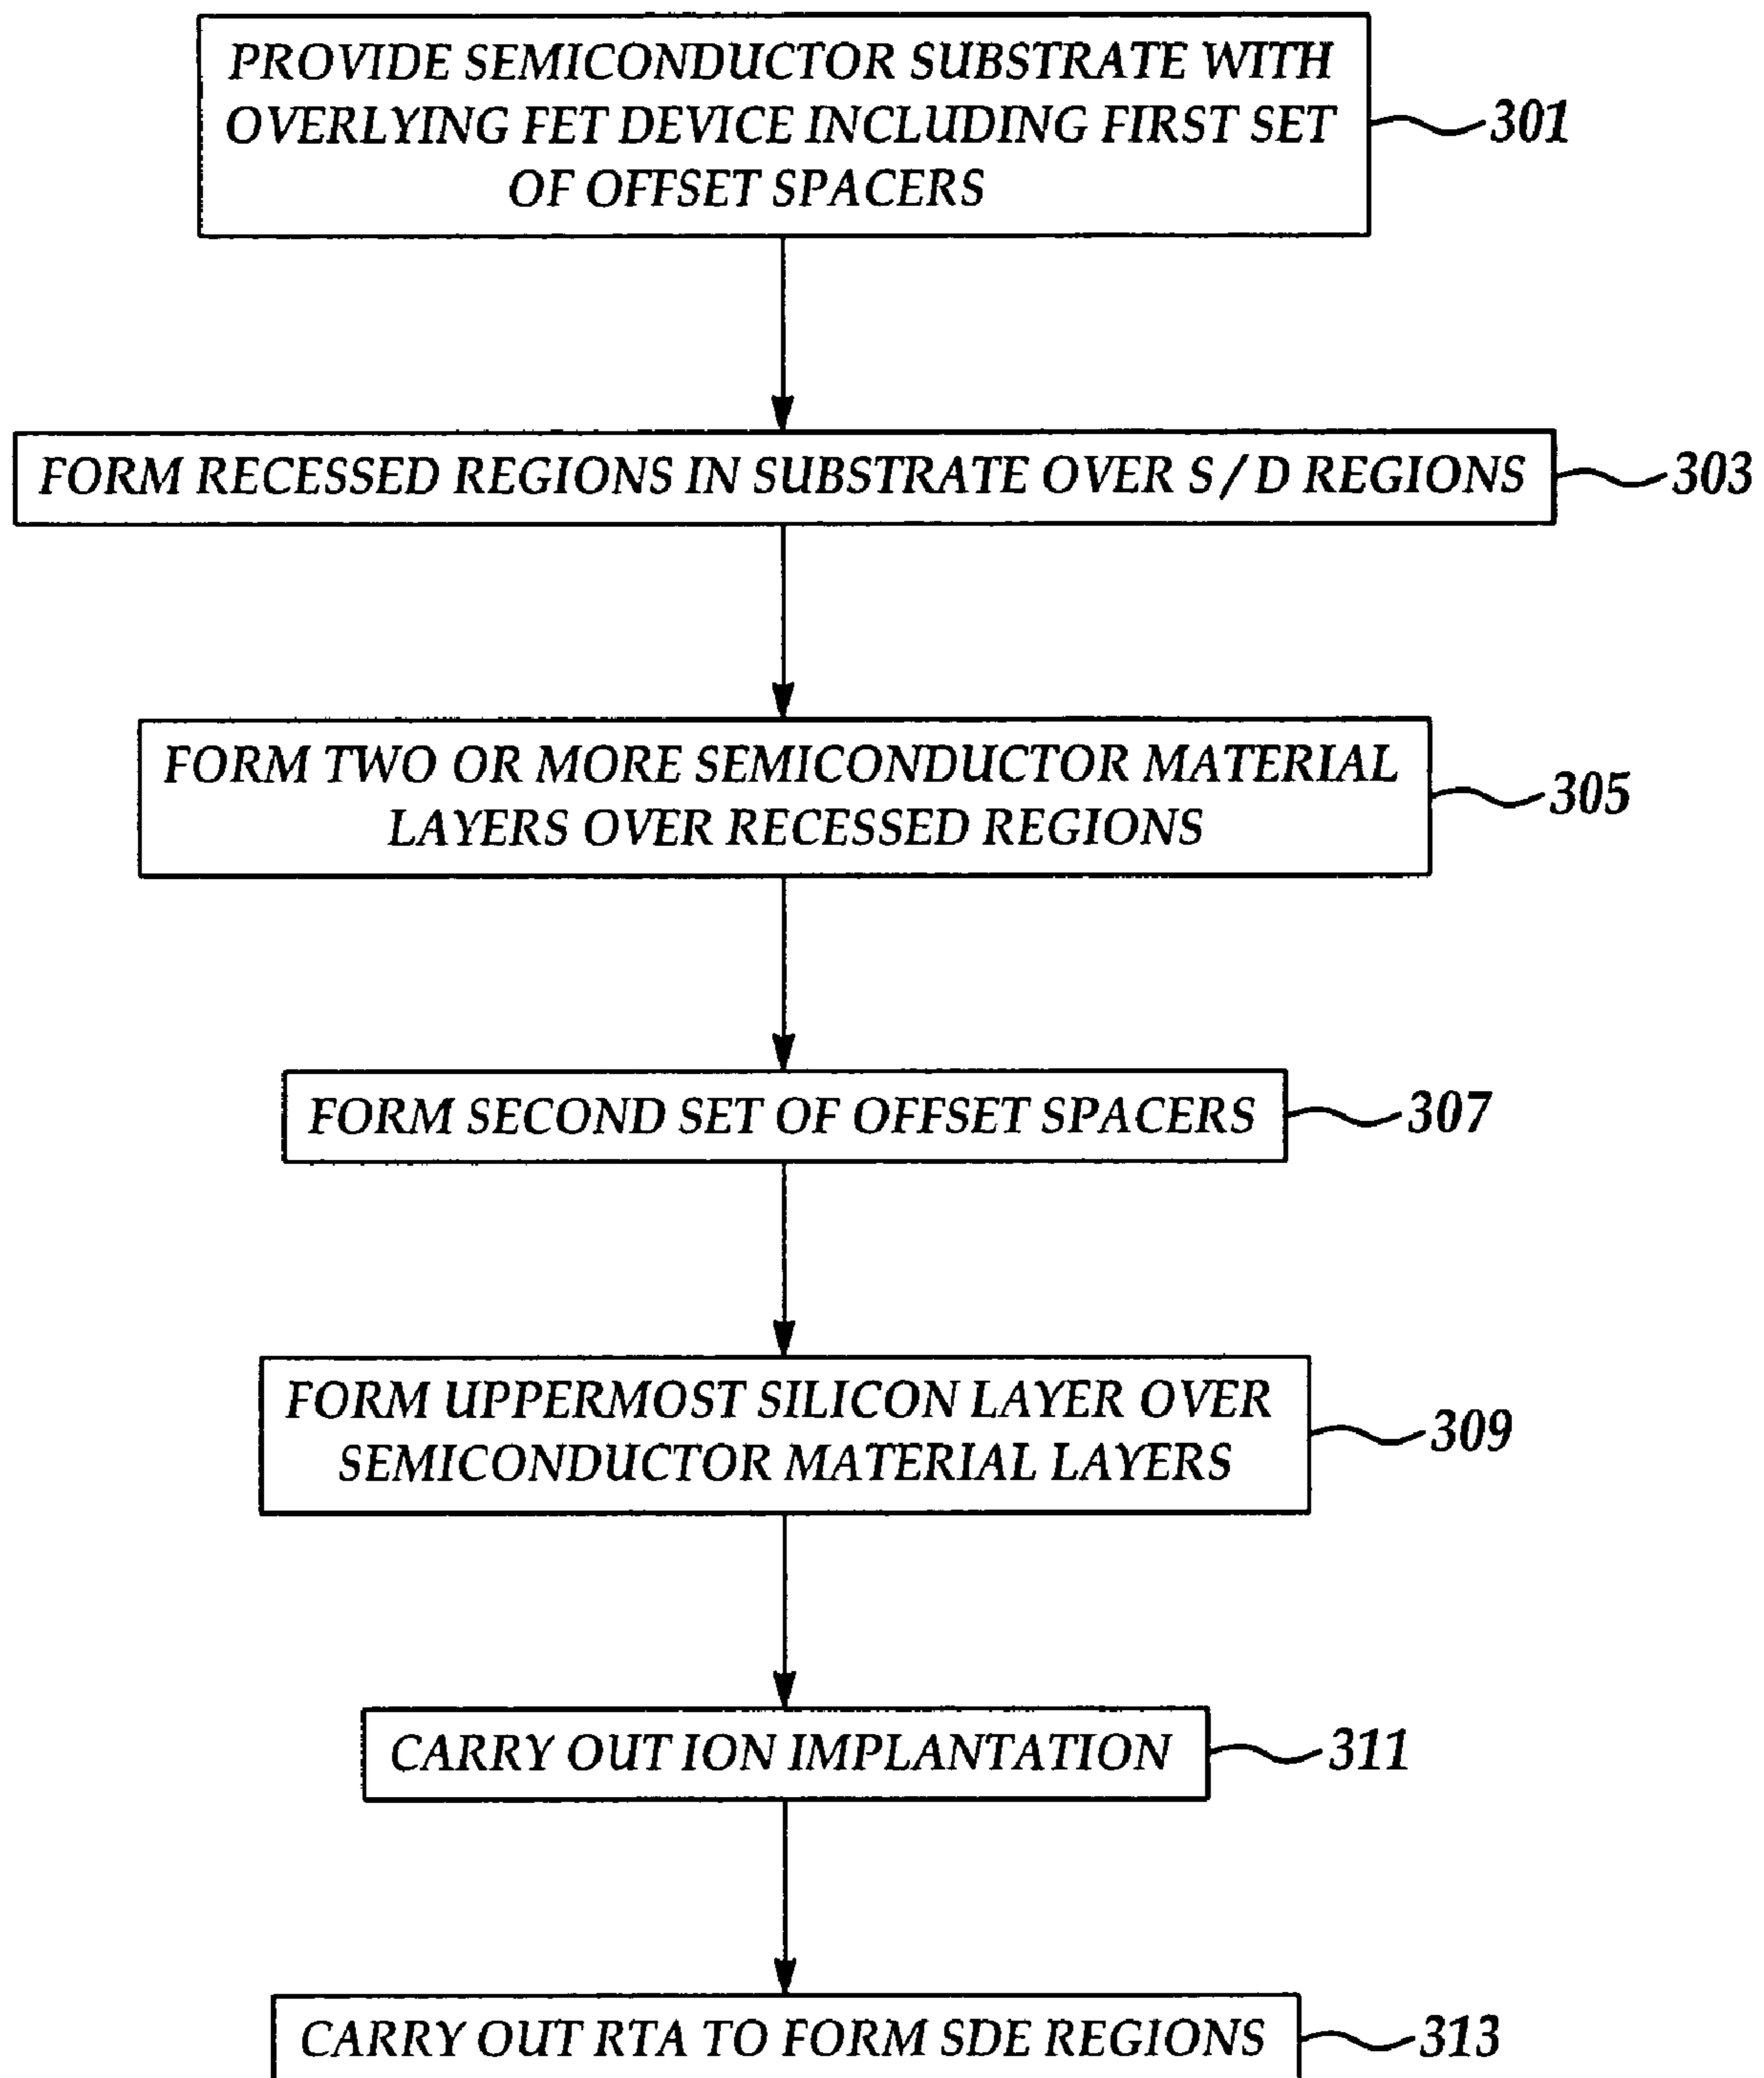 PROVIDE SEMICONDUCTOR SUBSTRATE WITH
OVERLYING FET DEVICE INCLUDING FIRST SET
OF OFFSET SPACERS
301
FORM RECESSED REGIONS IN SUBSTRATE OVER S/D REGIONS
303
FORM TWO OR MORE SEMICONDUCTOR MATERIAL
LAYERS OVER RECESSED REGIONS
305
FORM SECOND SET OF OFFSET SPACERS
307
FORM UPPERMOST SILICON LAYER OVER
SEMICONDUCTOR MATERIAL LAYERS
309
CARRY OUT ION IMPLANTATION
311
CARRY OUT RTA TO FORM SDE REGIONS
313